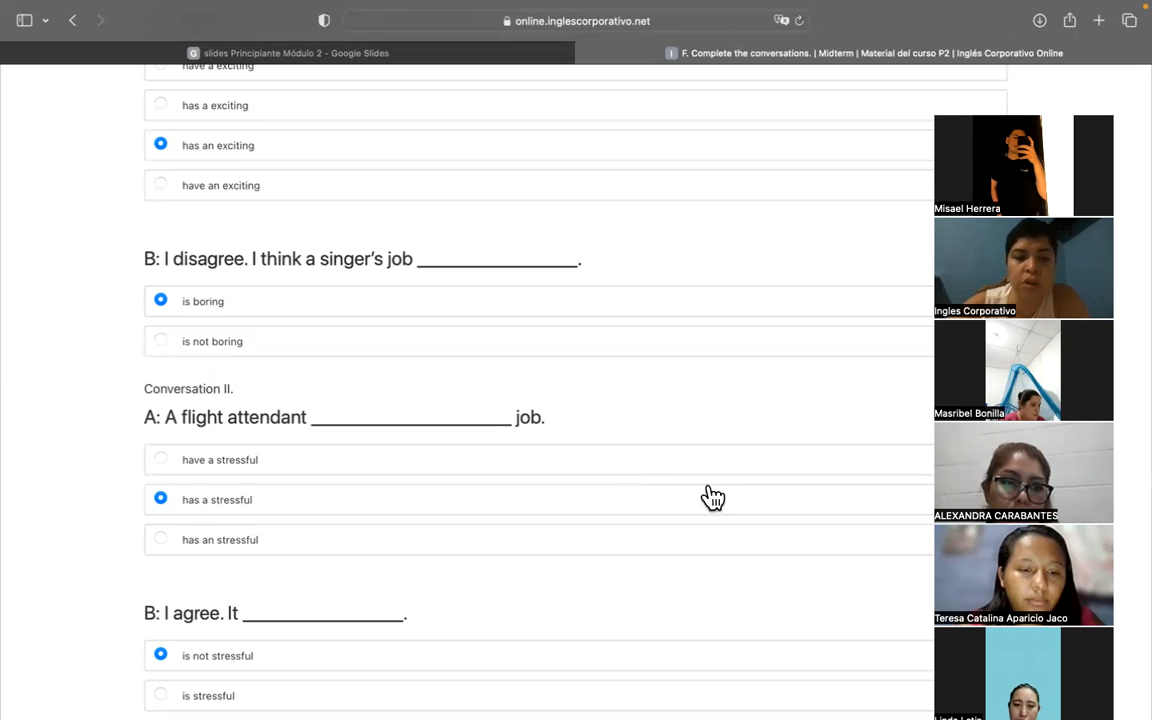 online.inglescorporativo.net
G slides Principiante Módulo 2 - Google Slides
I F. Complete the conversations. | Midterm | Material del curso P2 | Inglés Corporativo Online
have a exciting
has a exciting
has an exciting
have an exciting
B: I disagree. I think a singer's job ________________.
is boring
is not boring
Conversation II.
A: A flight attendant ____________________ job.
have a stressful
has a stressful
has an stressful
B: I agree. It ________________.
is not stressful
is stressful
Misael Herrera
Ingles Corporativo
Masribel Bonilla
ALEXANDRA CARABANTES
Teresa Catalina Aparicio Jaco